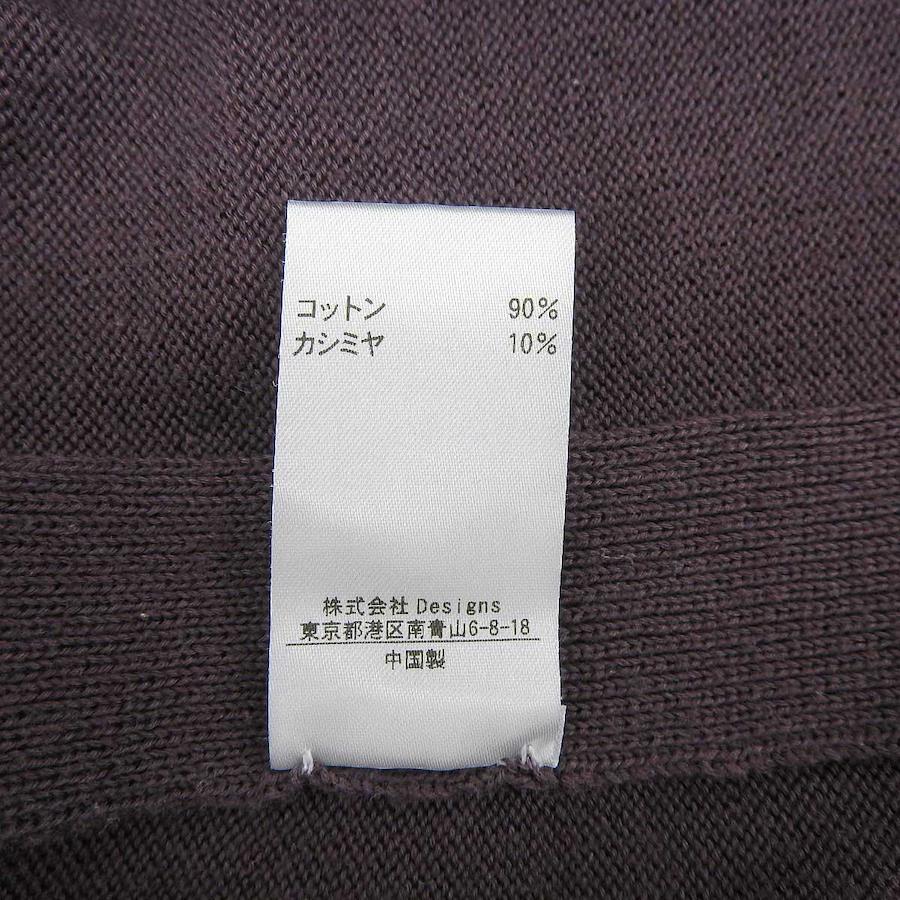 コットン 90%
カシミヤ 10%
株式会社 Designs
東京都港区南青山6-8-18
中国製